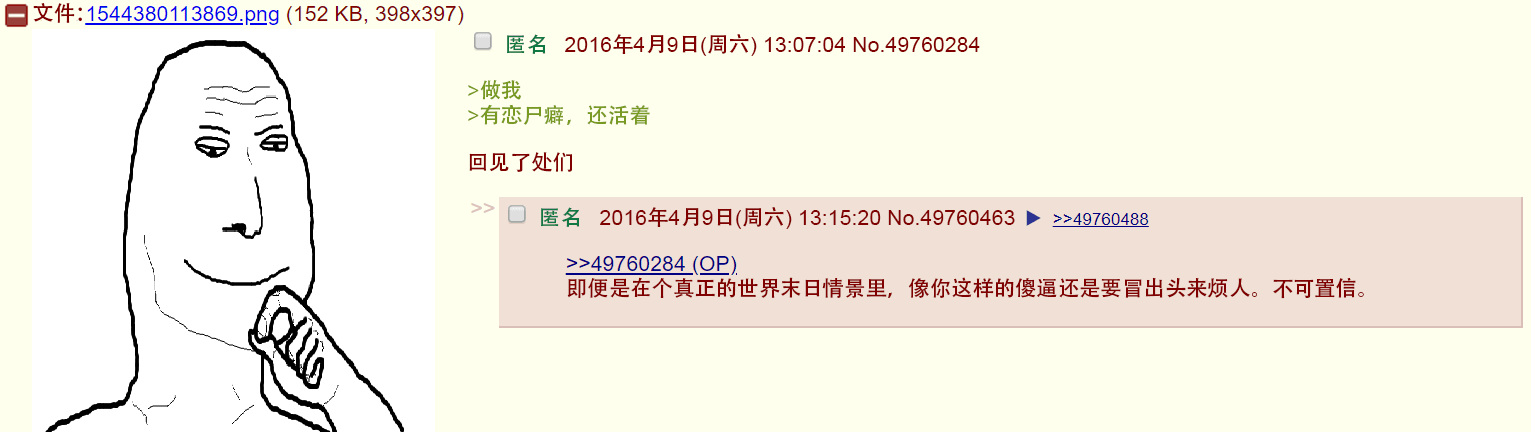 文件:1544380113869.png (152 KB, 398x397)
匿名 2016年4月9日(周六) 13:07:04 No.49760284
>做我
>有恋尸癖，还活着
回见了处们
>> 匿名 2016年4月9日(周六) 13:15:20 No.49760463 ▶ >>49760488
>>49760284 (OP)
即便是在个真正的世界末日情景里，像你这样的傻逼还是要冒出头来烦人。不可置信。